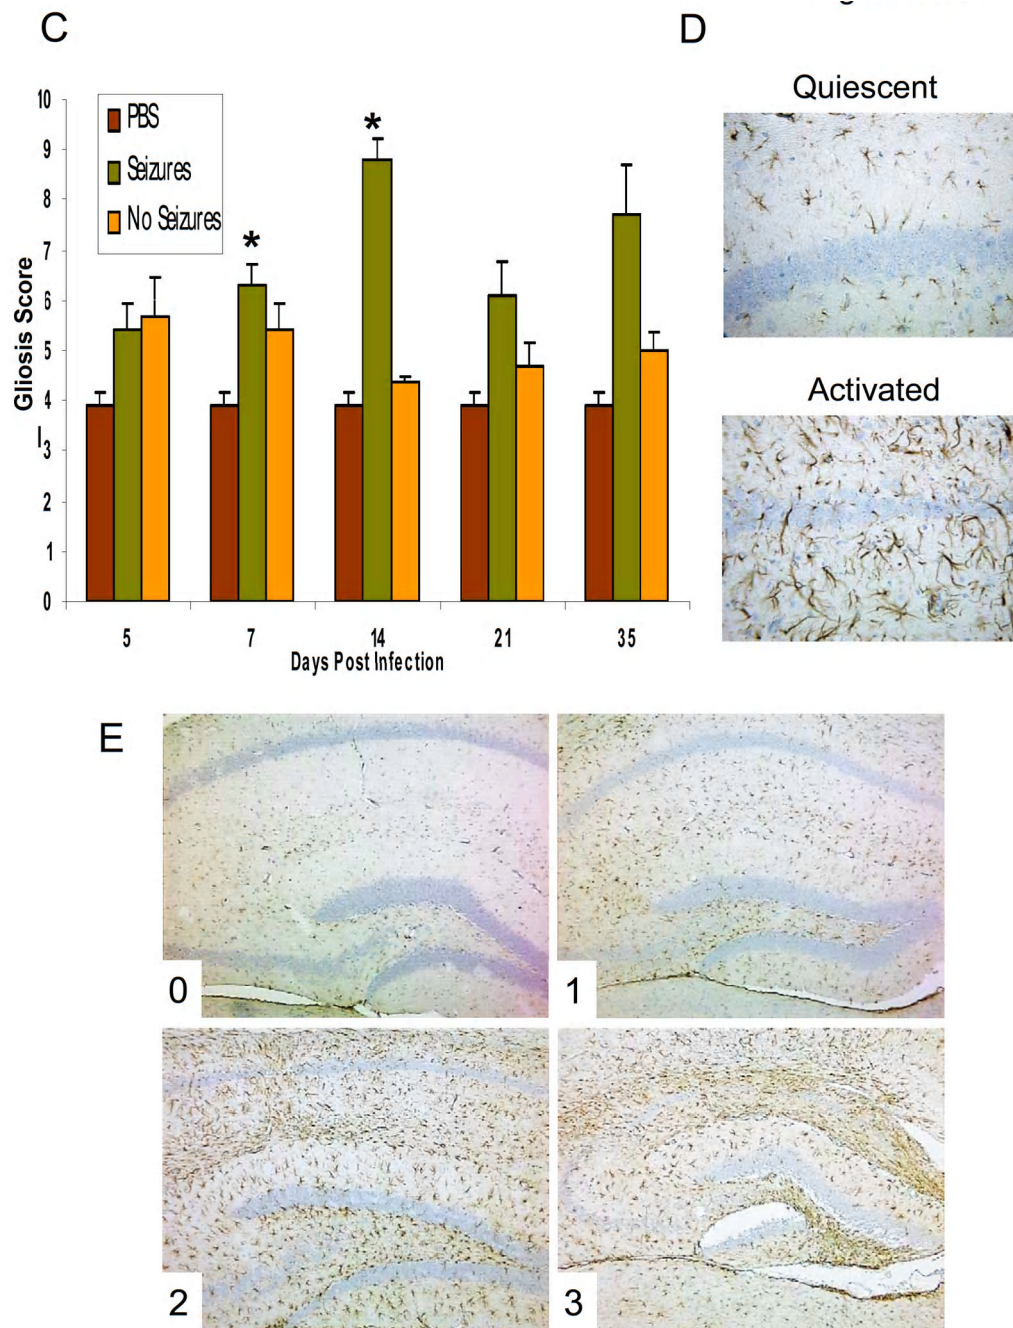 C
D
10
9
8
7
6
5
4
3
2
1
0
PBS
Seizures
No Seizures
*
*
Gliosis Score
5
7
14
21
35
Days Post Infection
Quiescent
Activated
E
0
1
2
3